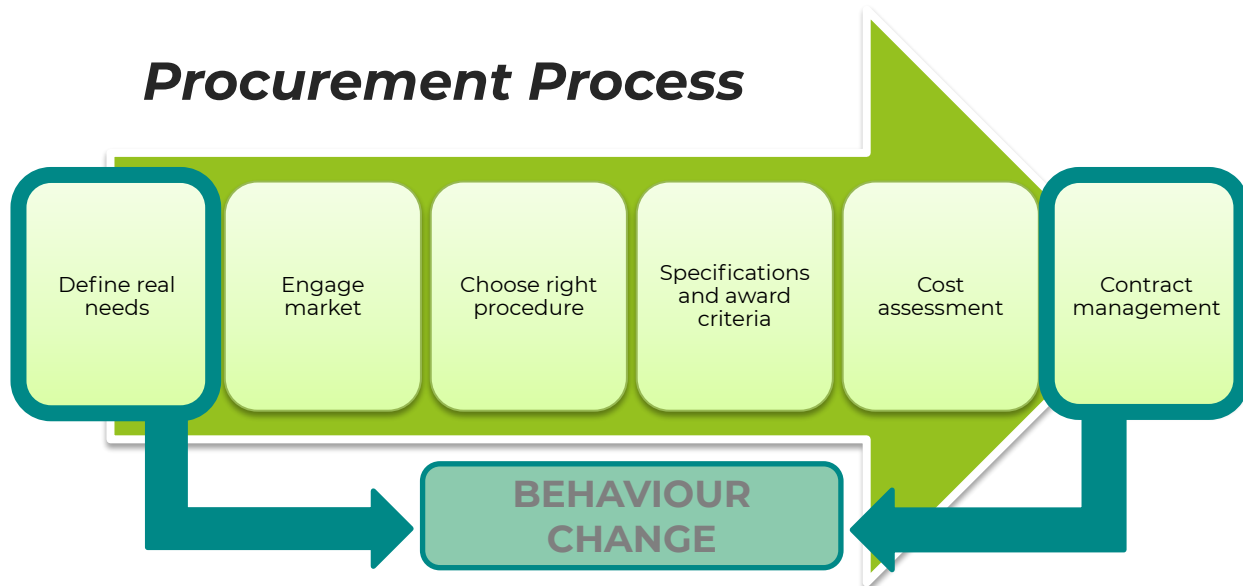 Procurement Process
Define real
needs
Engage
market
Choose right
procedure
Specifications
and award
criteria
Cost
assessment
Contract
management
BEHAVIOUR
CHANGE